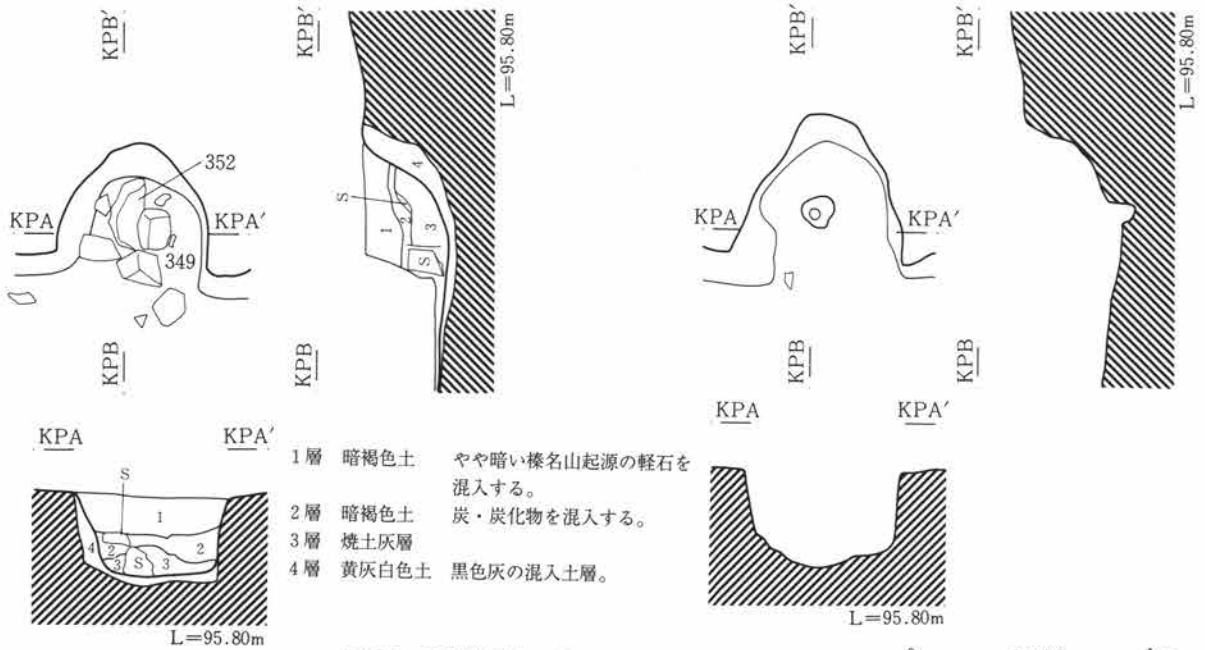 KPB′
KPB′
L=95.80m
352
S
4
2
1
3
S
KPA
KPA′
349
KPB
KPB
KPA
KPA′
S
1
4
2
2
3
S
3
L=95.80m
1層 暗褐色土 やや暗い榛名山起源の軽石を
混入する。
2層 暗褐色土 炭・炭化物を混入する。
3層 焼土灰層
4層 黄灰白色土 黒色灰の混入土層。
KPB′
KPB′
L=95.80m
KPA
KPA′
KPB
KPB
KPA
KPA′
L=95.80m